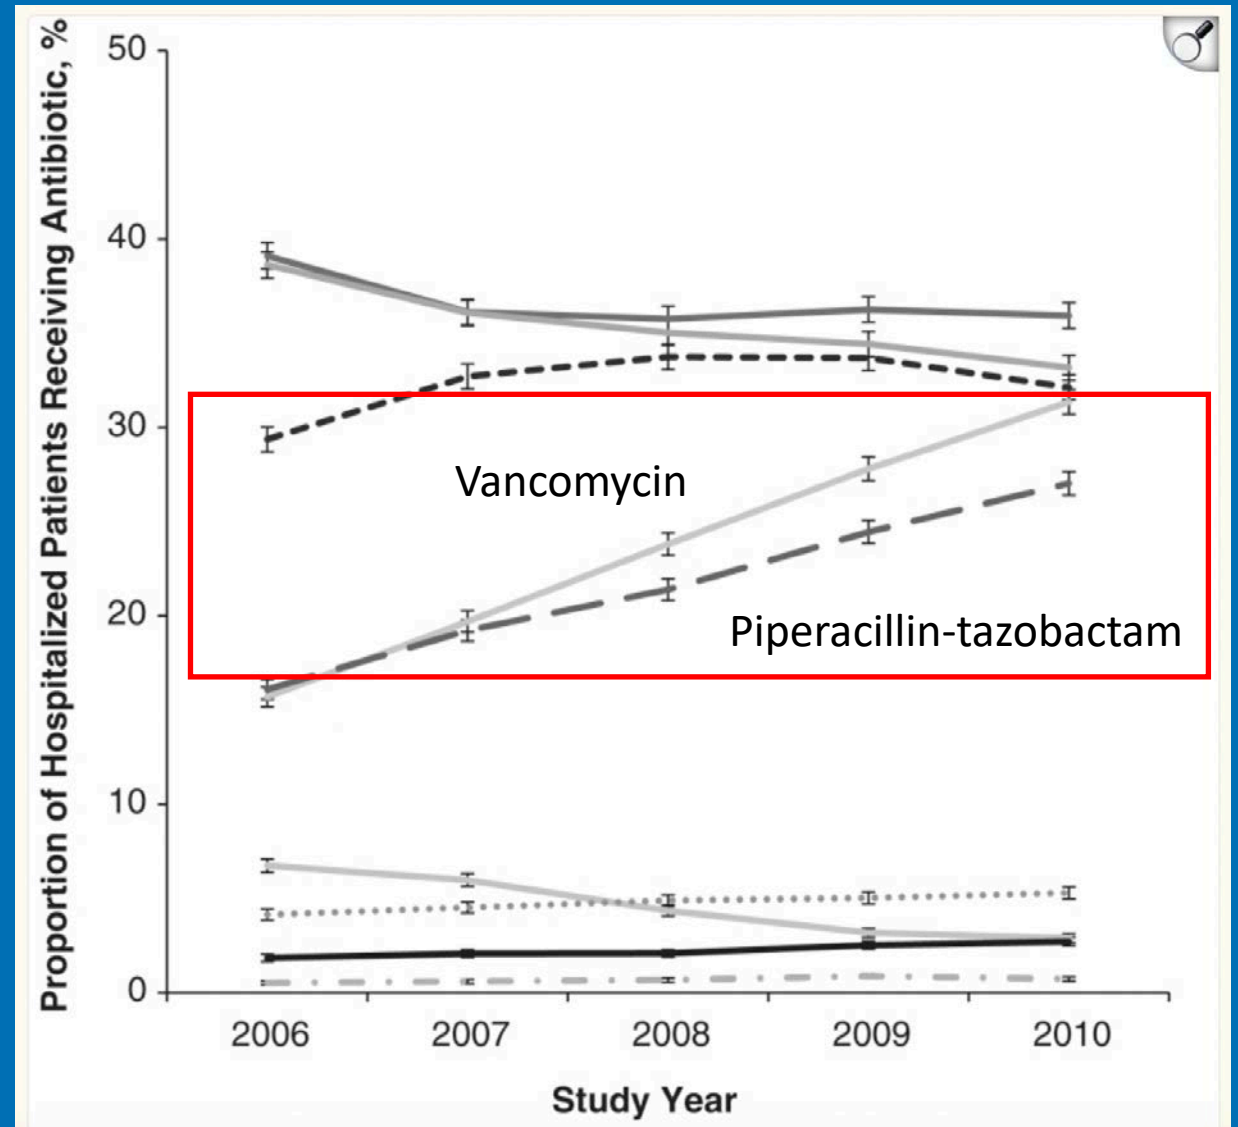 Proportion of Hospitalized Patients Receiving Antibiotic, %
50
40
30
20
10
0
Vancomycin
Piperacillin-tazobactam
2006 2007 2008 2009 2010
Study Year